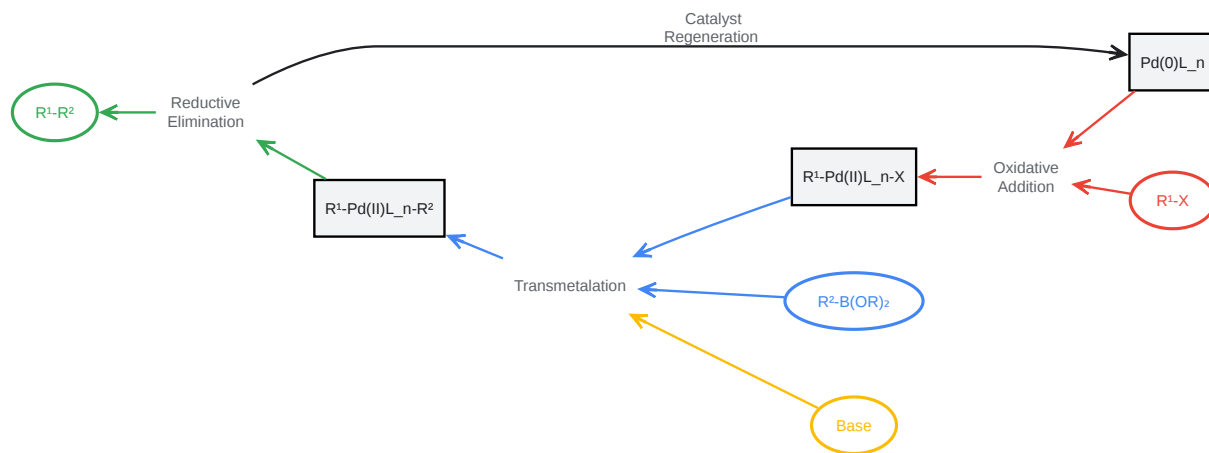 Catalyst
Regeneration
Pd(0)L_n
R¹-R²
Reductive
Elimination
R¹-Pd(II)L_n-X
Oxidative
Addition
R¹-X
R¹-Pd(II)L_n-R²
Transmetalation
R²-B(OR)₂
Base